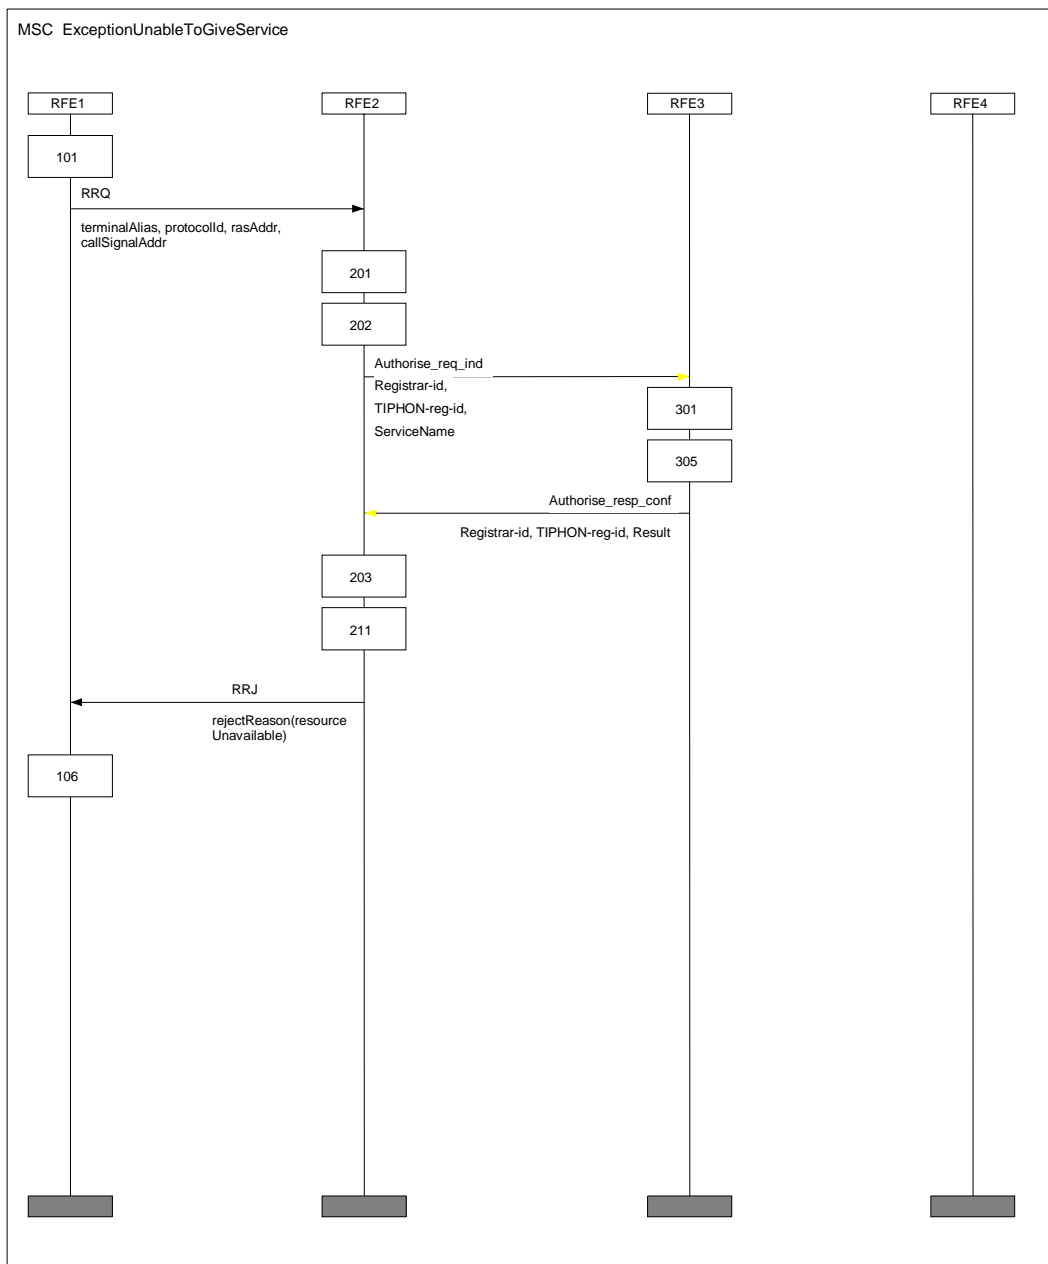 MSC ExceptionUnableToGiveService
RFE1
RFE2
RFE3
RFE4
101
RRQ
terminalAlias, protocolId, rasAddr,
callSignalAddr
201
202
Authorise_req_ind
Registrar-id,
TIPHON-reg-id,
ServiceName
301
305
Authorise_resp_conf
Registrar-id, TIPHON-reg-id, Result
203
211
RRJ
rejectReason(resource
Unavailable)
106